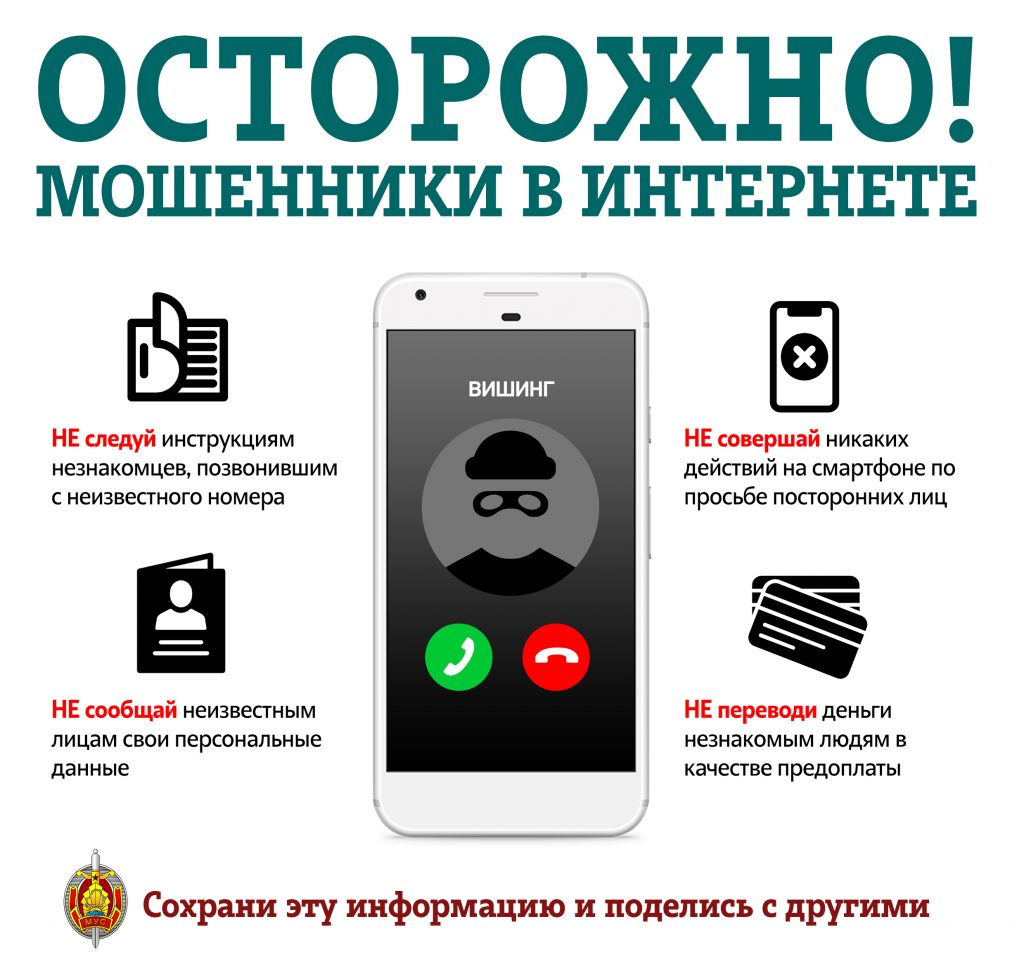 ОСТОРОЖНО!
МОШЕННИКИ В ИНТЕРНЕТЕ
НЕ следуй инструкциям
незнакомцев, позвонившим
с неизвестного номера
НЕ сообщай неизвестным
лицам свои персональные
данные
ВИШИНГ
НЕ совершай никаких
действий на смартфоне по
просьбе посторонних лиц
НЕ переводи деньги
незнакомым людям в
качестве предоплаты
МУС
Сохрани эту информацию и поделись с другими